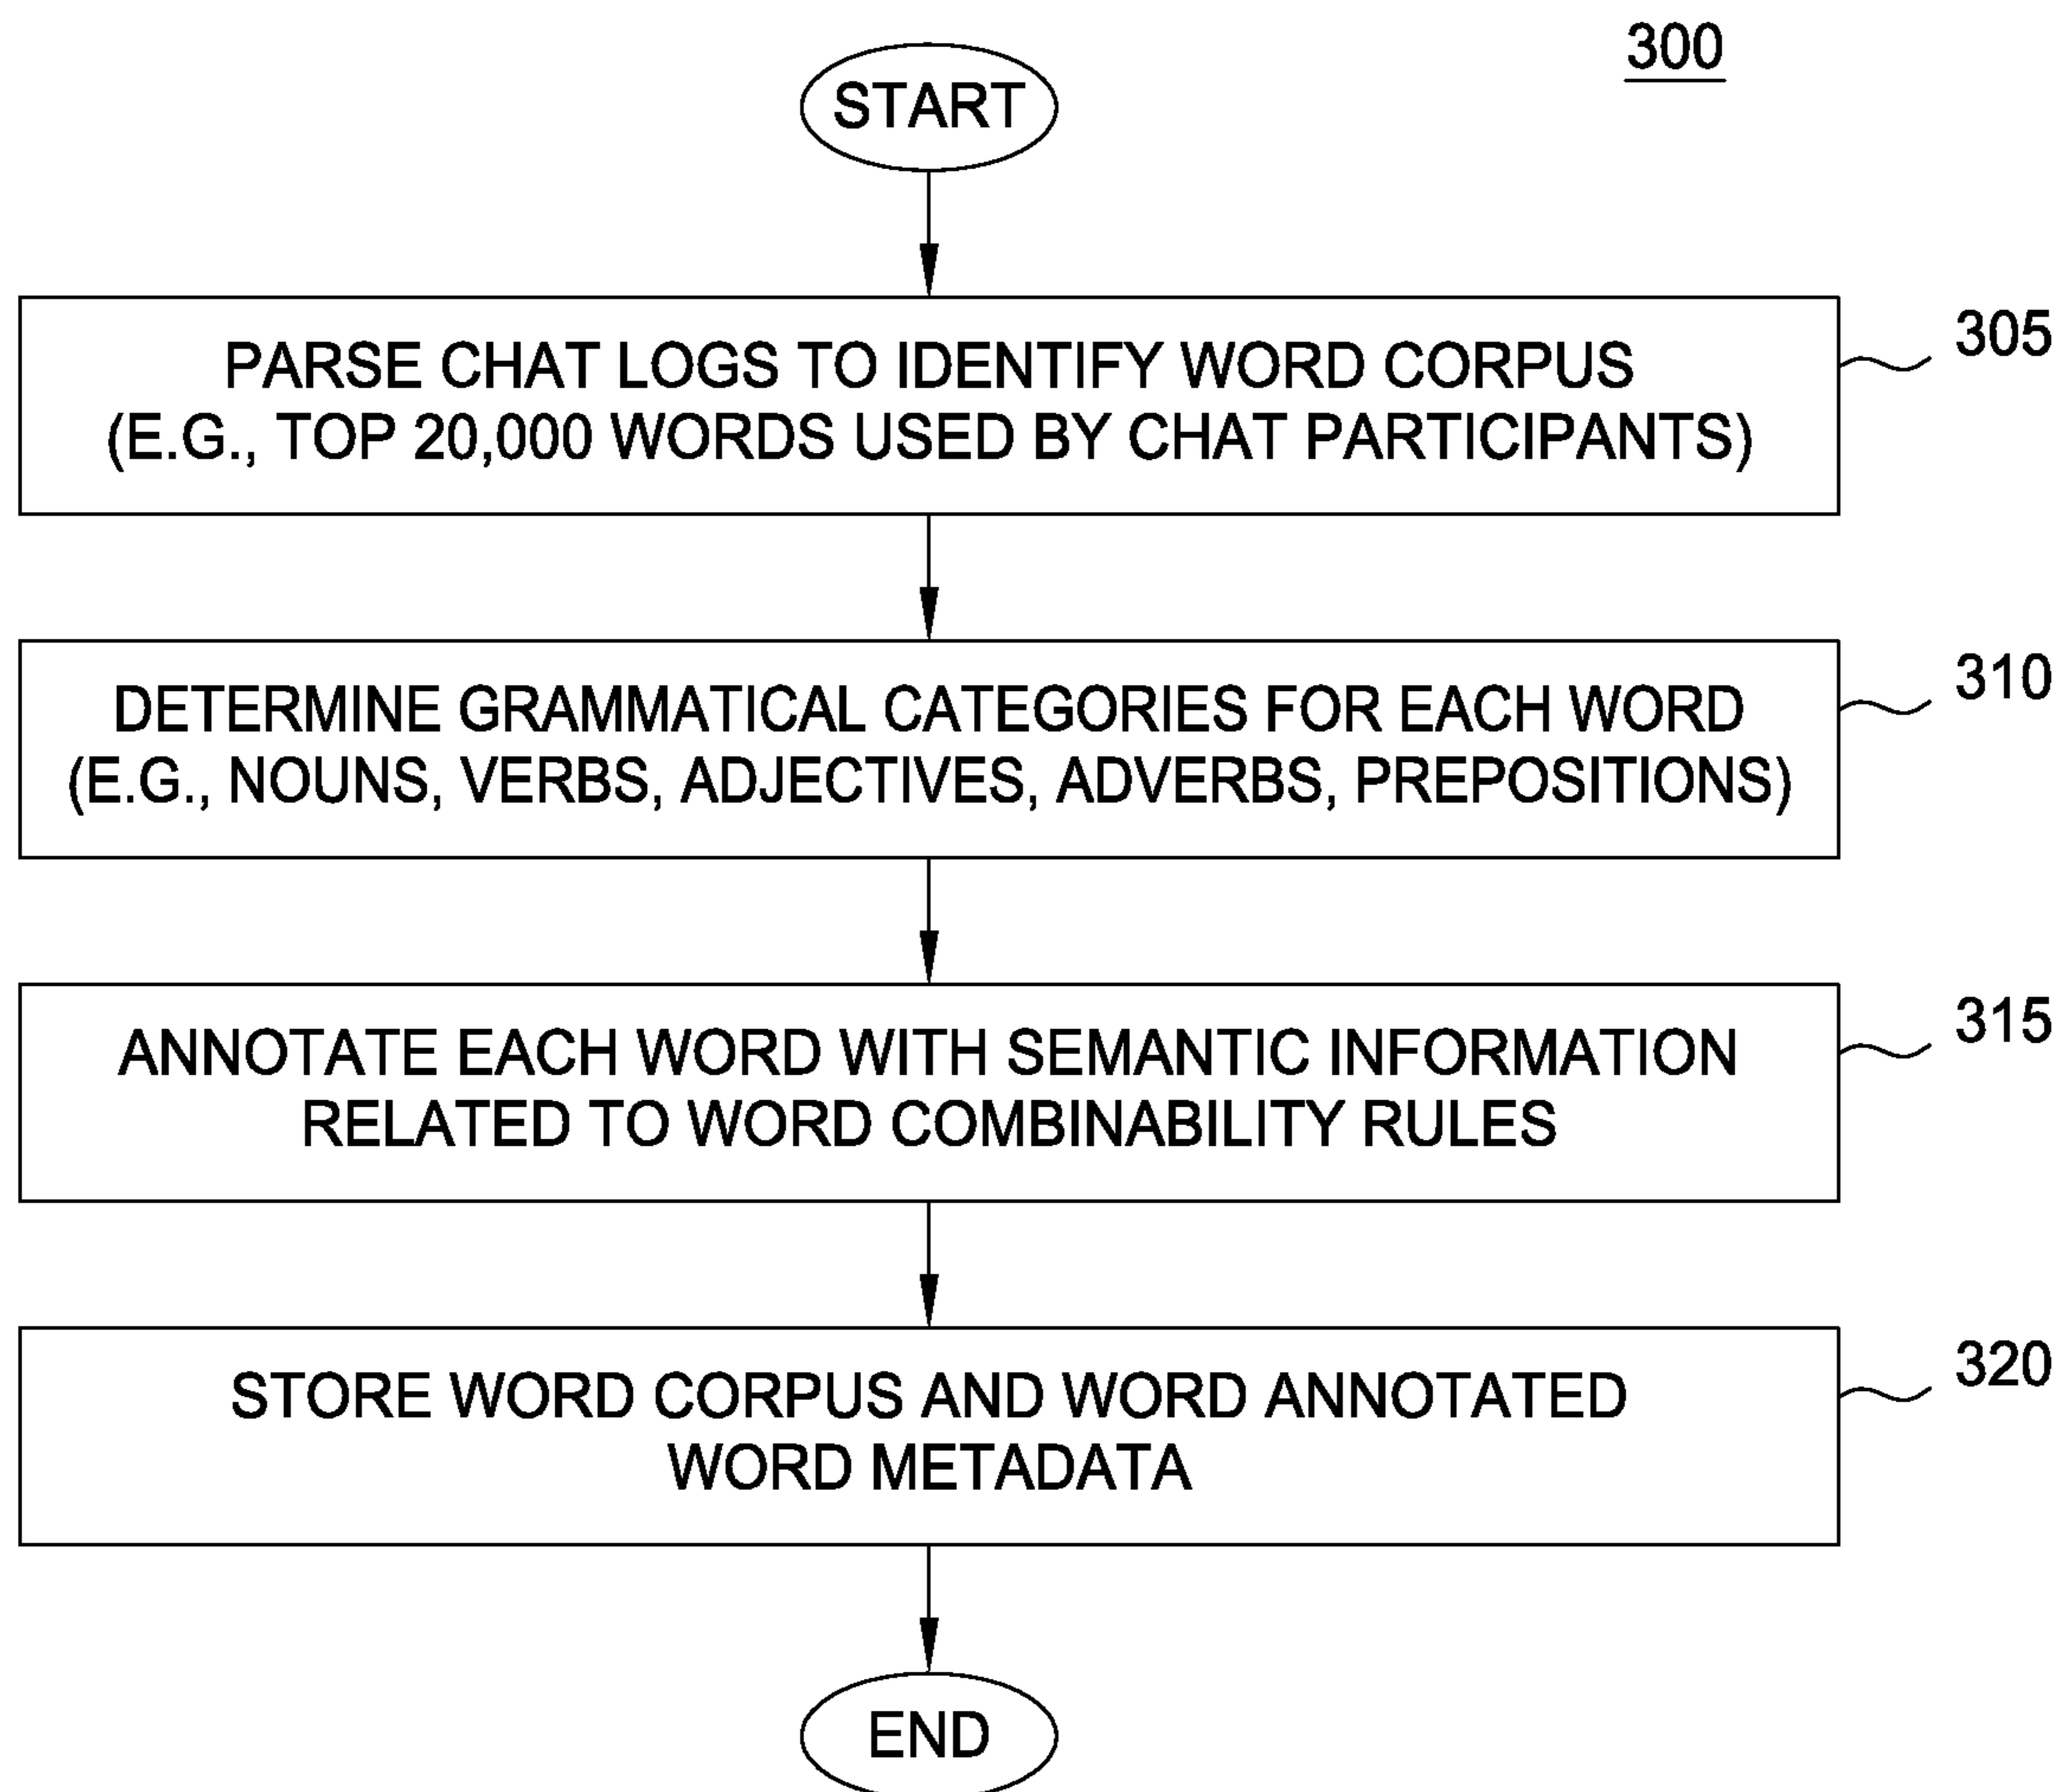 300
START
PARSE CHAT LOGS TO IDENTIFY WORD CORPUS
(E.G., TOP 20,000 WORDS USED BY CHAT PARTICIPANTS)
305
DETERMINE GRAMMATICAL CATEGORIES FOR EACH WORD
(E.G., NOUNS, VERBS, ADJECTIVES, ADVERBS, PREPOSITIONS)
310
ANNOTATE EACH WORD WITH SEMANTIC INFORMATION
RELATED TO WORD COMBINABILITY RULES
315
STORE WORD CORPUS AND WORD ANNOTATED
WORD METADATA
320
END